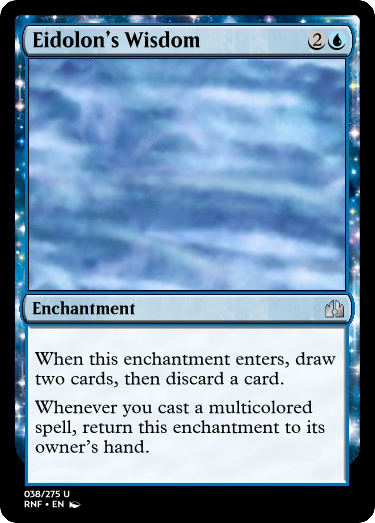 Eidolon's Wisdom 2
Enchantment
When this enchantment enters, draw
two cards, then discard a card.
Whenever you cast a multicolored
spell, return this enchantment to its
owner's hand.
038/275 U
RNF • EN